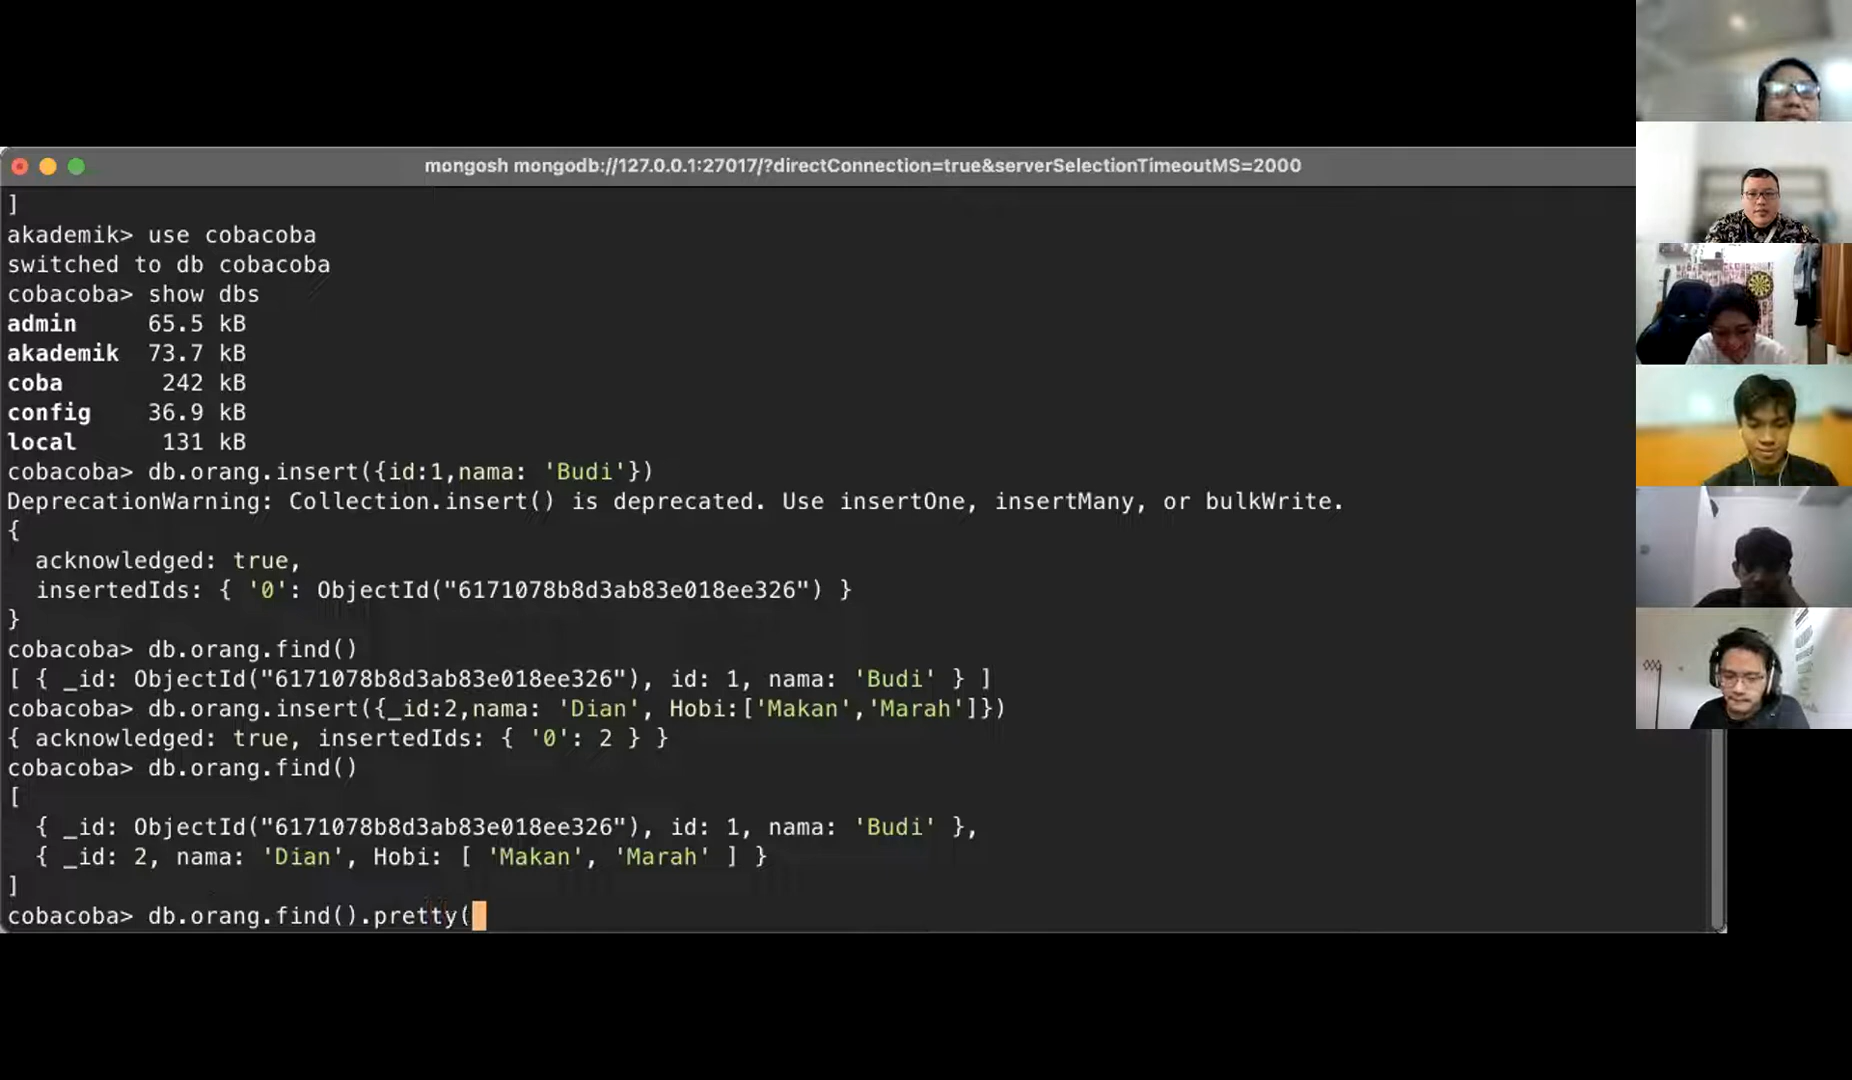 mongosh mongodb://127.0.0.1:27017/?directConnection=true&serverSelectionTimeoutMS=2000
]
akademik> use cobacoba
switched to db cobacoba
cobacoba> show dbs
admin     65.5 kB
akademik  73.7 kB
coba       242 kB
config    36.9 kB
local      131 kB
cobacoba> db.orang.insert({id:1,nama: 'Budi'})
DeprecationWarning: Collection.insert() is deprecated. Use insertOne, insertMany, or bulkWrite.
{
  acknowledged: true,
  insertedIds: { '0': ObjectId("6171078b8d3ab83e018ee326") }
}
cobacoba> db.orang.find()
[ { _id: ObjectId("6171078b8d3ab83e018ee326"), id: 1, nama: 'Budi' } ]
cobacoba> db.orang.insert({_id:2,nama: 'Dian', Hobi:['Makan','Marah']})
{ acknowledged: true, insertedIds: { '0': 2 } }
cobacoba> db.orang.find()
[
  { _id: ObjectId("6171078b8d3ab83e018ee326"), id: 1, nama: 'Budi' },
  { _id: 2, nama: 'Dian', Hobi: [ 'Makan', 'Marah' ] }
]
cobacoba> db.orang.find().pretty(